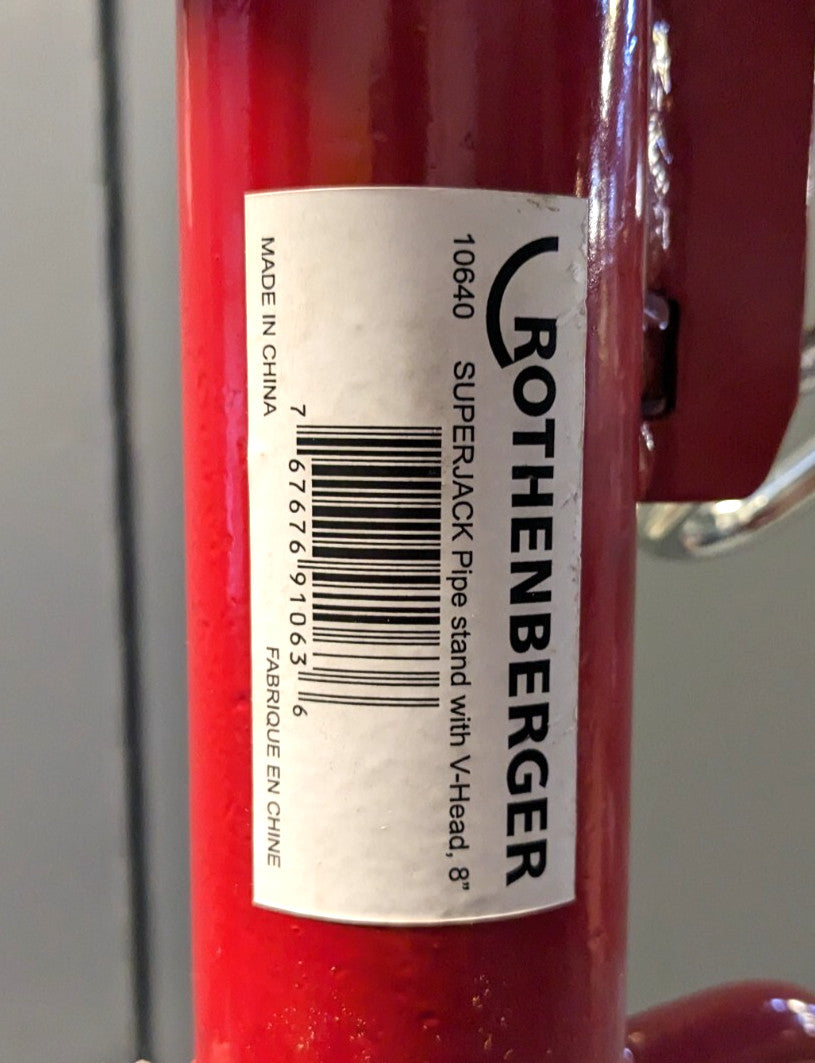 ROTHENBERGER
10640 SUPERJACK Pipe stand with V-Head, 8"
7 67676 91063 6
MADE IN CHINA FABRIQUE EN CHINE